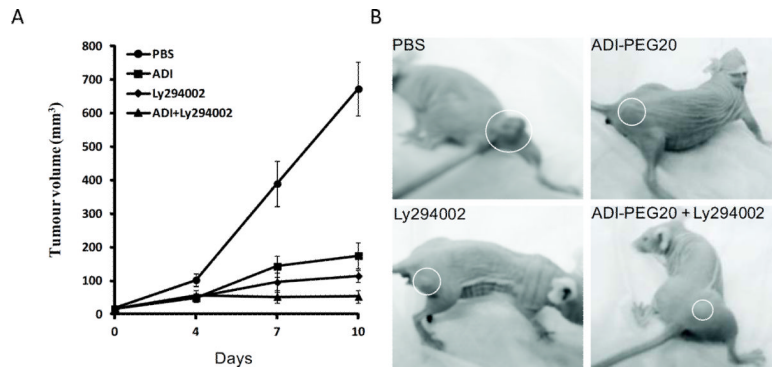 A
B
800
700
600
500
400
300
200
100
0
Tumour volume (mm³)
PBS
ADI
Ly294002
ADI+Ly294002
0 4 7 10
Days
PBS
ADI-PEG20
Ly294002
ADI-PEG20 + Ly294002